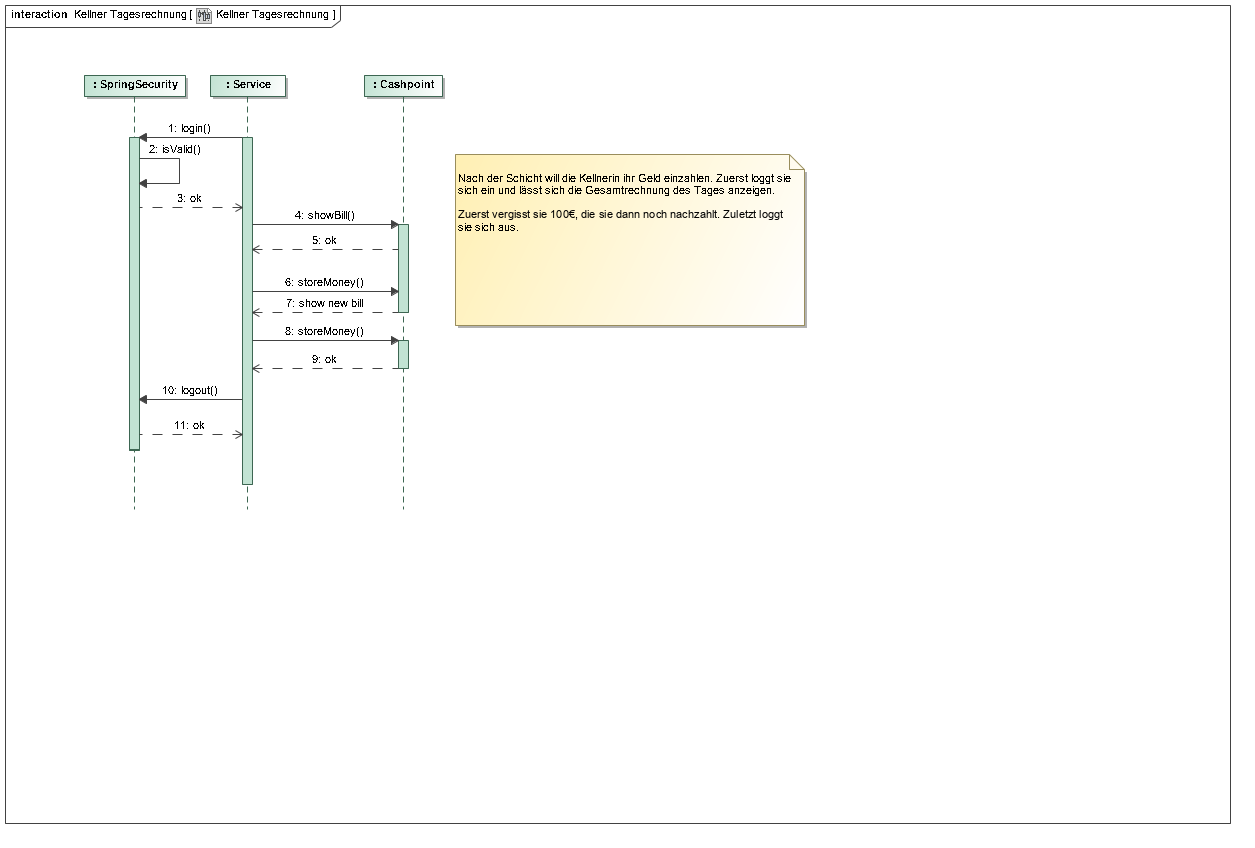 interaction Kellner Tagesrechnung [ Kellner Tagesrechnung ]
: SpringSecurity
: Service
: Cashpoint
1: login()
2: isValid()
3: ok
4: showBill()
5: ok
6: storeMoney()
7: show new bill
8: storeMoney()
9: ok
10: logout()
11: ok
Nach der Schicht will die Kellnerin ihr Geld einzahlen. Zuerst loggt sie
sich ein und lässt sich die Gesamtrechnung des Tages anzeigen.
Zuerst vergisst sie 100€, die sie dann noch nachzahlt. Zuletzt loggt
sie sich aus.